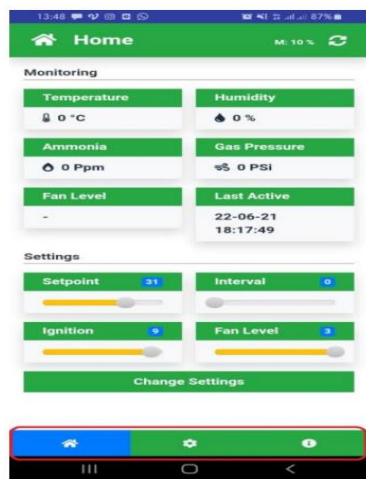 13:48 87%
Home M: 10 %
Monitoring
Temperature Humidity
0 °C 0 %
Ammonia Gas Pressure
0 Ppm 0 PSi
Fan Level Last Active
- 22-06-21
18:17:49
Settings
Setpoint 31 Interval 0
Ignition 9 Fan Level 3
Change Settings